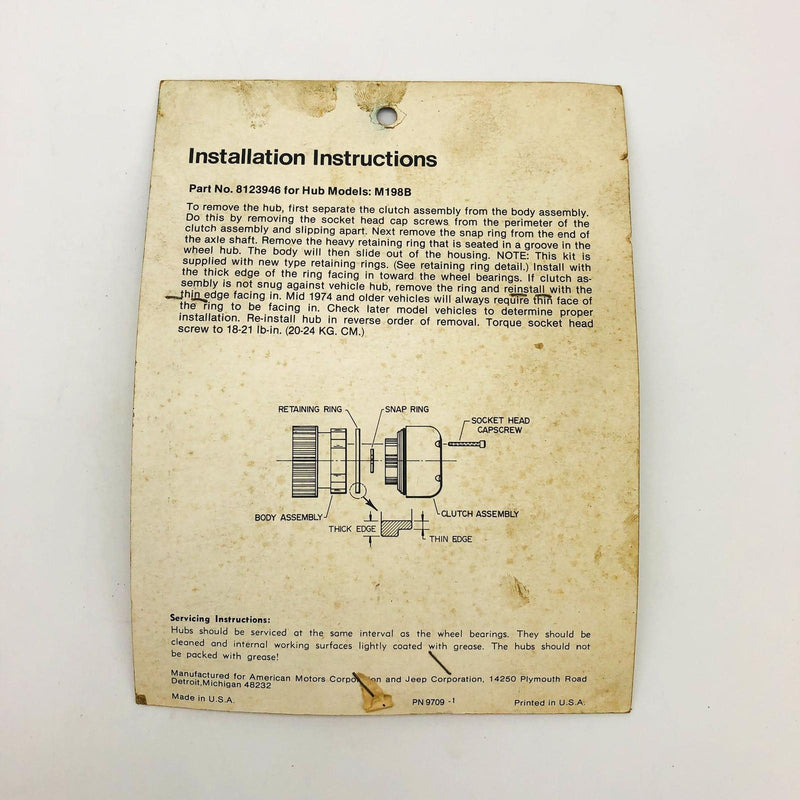 Installation Instructions
Part No. 8123946 for Hub Models: M198B
To remove the hub, first separate the clutch assembly from the body assembly.
Do this by removing the socket head cap screws from the perimeter of the
clutch assembly and slipping apart. Next remove the snap ring from the end of
the axle shaft. Remove the heavy retaining ring that is seated in a groove in the
wheel hub. The body will then slide out of the housing. NOTE: This kit is
supplied with new type retaining rings. (See retaining ring detail.) Install with
the thick edge of the ring facing in toward the wheel bearings. If clutch as-
sembly is not snug against vehicle hub, remove the ring and reinstall with the
thin edge facing in. Mid 1974 and older vehicles will always require thin face of
the ring to be facing in. Check later model vehicles to determine proper
installation. Re-install hub in reverse order of removal. Torque socket head
screw to 18-21 lb-in. (20-24 KG. CM.)
RETAINING RING
SNAP RING
SOCKET HEAD
CAPSCREW
BODY ASSEMBLY
CLUTCH ASSEMBLY
THICK EDGE
THIN EDGE
Servicing Instructions:
Hubs should be serviced at the same interval as the wheel bearings. They should be
cleaned and internal working surfaces lightly coated with grease. The hubs should not
be packed with grease!
Manufactured for American Motors Corporation and Jeep Corporation, 14250 Plymouth Road
Detroit,Michigan 48232
Made in U.S.A.
PN 9709 -1
Printed in U.S.A.